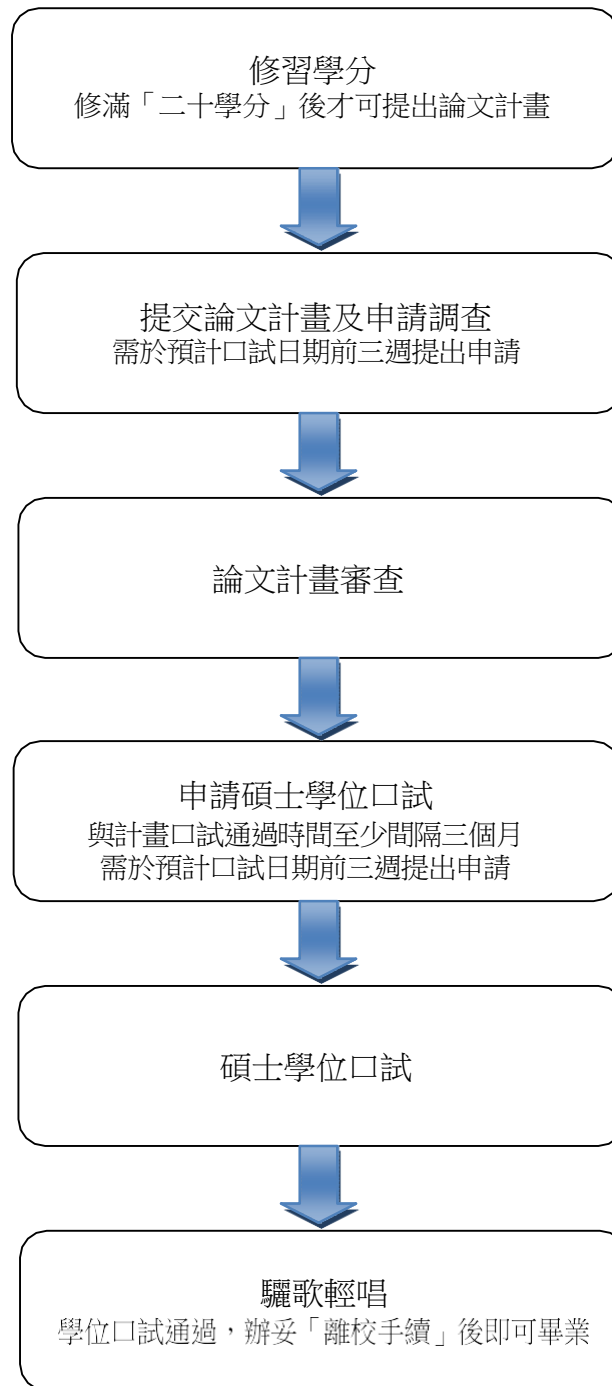 修習學分
修滿「二十學分」後才可提出論文計畫
提交論文計畫及申請調查
需於預計口試日期前三週提出申請
論文計畫審查
申請碩士學位口試
與計畫口試通過時間至少間隔三個月
需於預計口試日期前三週提出申請
碩士學位口試
驪歌輕唱
學位口試通過，辦妥「離校手續」後即可畢業